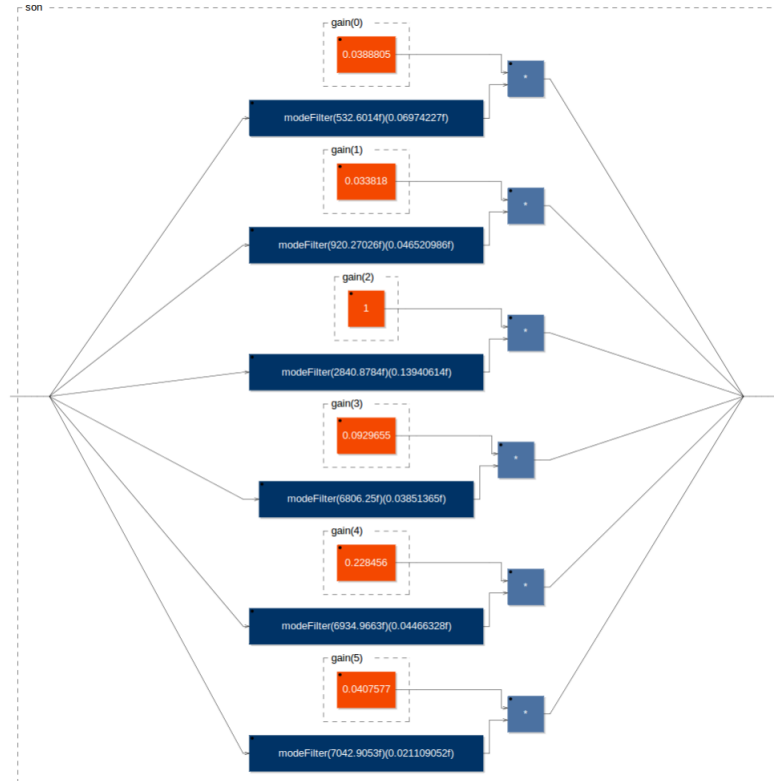 son
gain(0)
0.0388805
*
modeFilter(532.6014f)(0.06974227f)
gain(1)
0.033818
*
modeFilter(920.27026f)(0.046520986f)
gain(2)
1
*
modeFilter(2840.8784f)(0.13940614f)
gain(3)
0.0929655
*
modeFilter(6806.25f)(0.03851365f)
gain(4)
0.228456
*
modeFilter(6934.9663f)(0.04466328f)
gain(5)
0.0407577
*
modeFilter(7042.9053f)(0.021109052f)